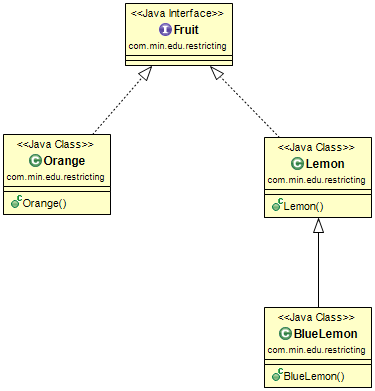 <<Java Interface>>
Fruit
com.min.edu.restricting
<<Java Class>>
Orange
com.min.edu.restricting
Orange()
<<Java Class>>
Lemon
com.min.edu.restricting
Lemon()
<<Java Class>>
BlueLemon
com.min.edu.restricting
BlueLemon()